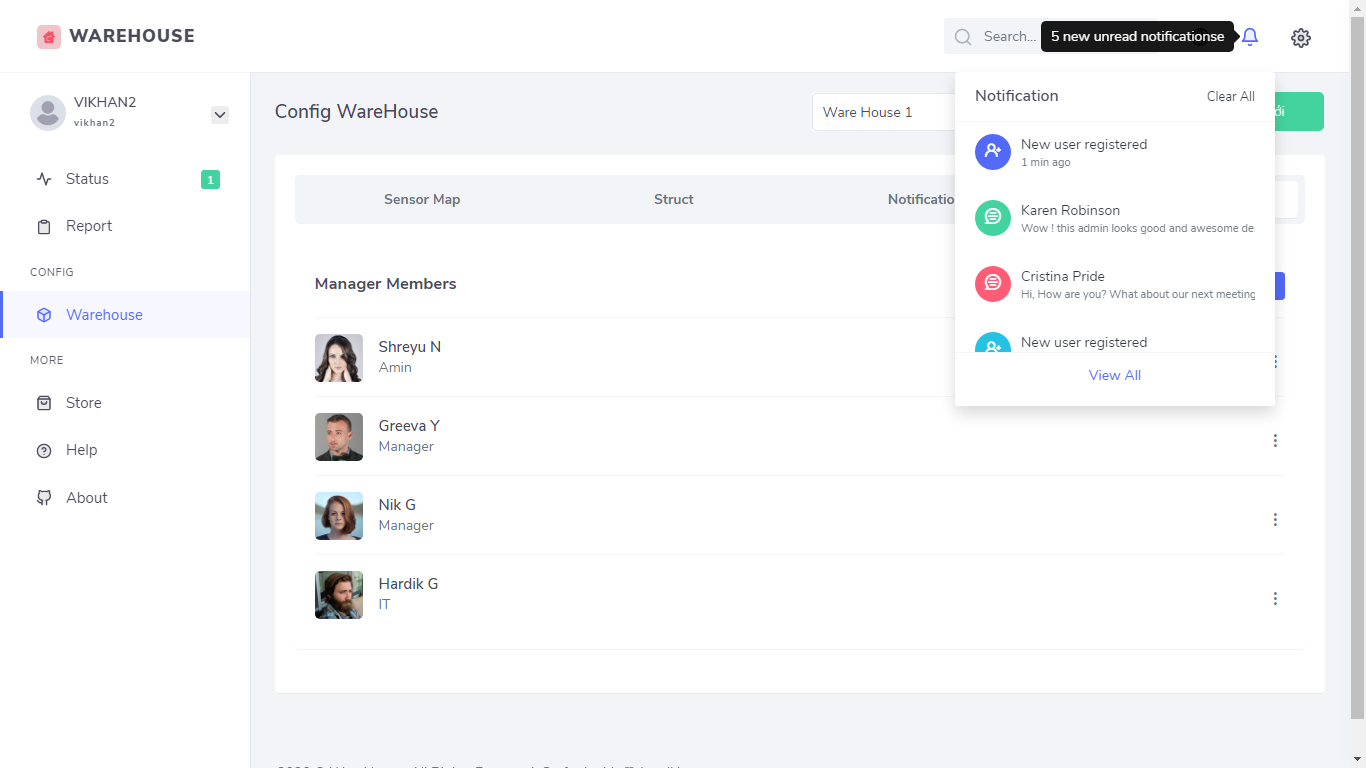 WAREHOUSE
Search...
5 new unread notificationse
VIKHAN2
vikhan2
Status
1
Report
CONFIG
Warehouse
MORE
Store
Help
About
Config WareHouse
Ware House 1
ới
Sensor Map
Struct
Notificatio
Manager Members
Shreyu N
Amin
Greeva Y
Manager
Nik G
Manager
Hardik G
IT
Notification
Clear All
New user registered
1 min ago
Karen Robinson
Wow ! this admin looks good and awesome de
Cristina Pride
Hi, How are you? What about our next meeting
New user registered
View All